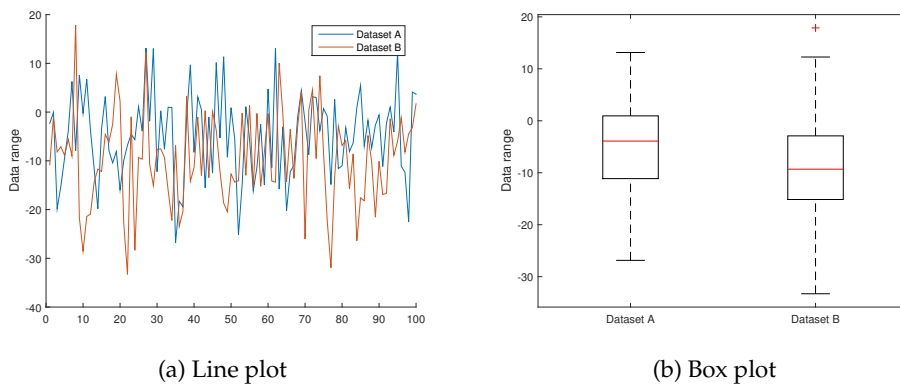 20
10
0
-10
-20
-30
-40
Data range
0 10 20 30 40 50 60 70 80 90 100
Dataset A
Dataset B
(a) Line plot
20
10
0
-10
-20
-30
Data range
Dataset A Dataset B
(b) Box plot